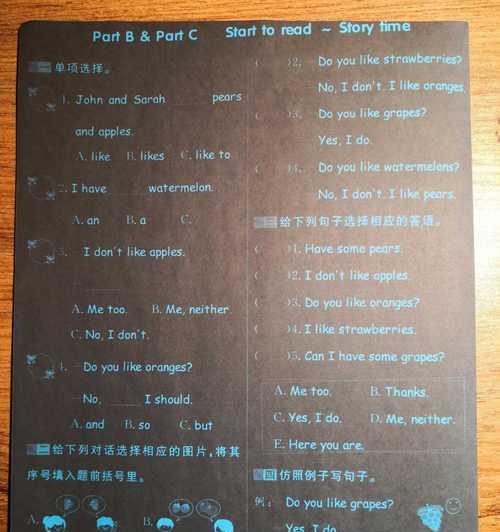 Part B & Part C Start to read ~ Story time
一 单项选择。
1. John and Sarah ______ pears
and apples.
A. like B. likes C. like to
2. I have ______ watermelon.
A. an B. a C.
3. — I don't like apples.
A. Me too. B. Me, neither.
C. No, I don't.
4. —Do you like oranges?
—No, ______ I should.
A. and B. so C. but
二 给下列对话选择相应的图片,将其
序号填入题前括号里。
A. B.
( )2. — Do you like strawberries?
No, I don't. I like oranges.
( )3. Do you like grapes?
Yes, I do.
( )4. Do you like watermelons?
No, I don't. I like pears.
三 给下列句子选择相应的答语。
( )1. Have some pears.
( )2. I don't like apples.
( )3. Do you like oranges?
( )4. I like strawberries.
( )5. Can I have some grapes?
A. Me too. B. Thanks.
C. Yes, I do. D. Me, neither.
E. Here you are.
四 仿照例子写句子。
例: Do you like grapes?
—Yes, I do.